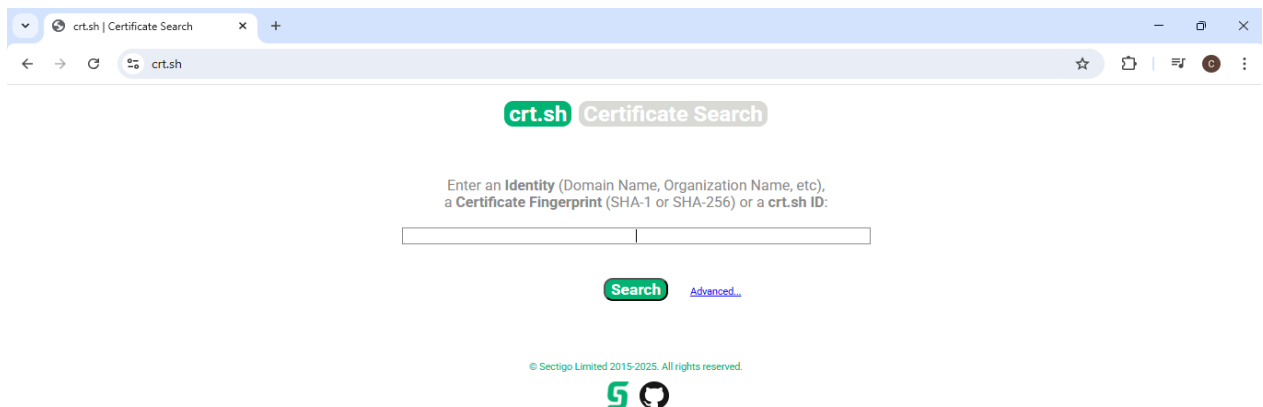 crt.sh | Certificate Search
crt.sh
crt.sh Certificate Search
Enter an Identity (Domain Name, Organization Name, etc),
a Certificate Fingerprint (SHA-1 or SHA-256) or a crt.sh ID:
Search Advanced...
© Sectigo Limited 2015-2025. All rights reserved.
C